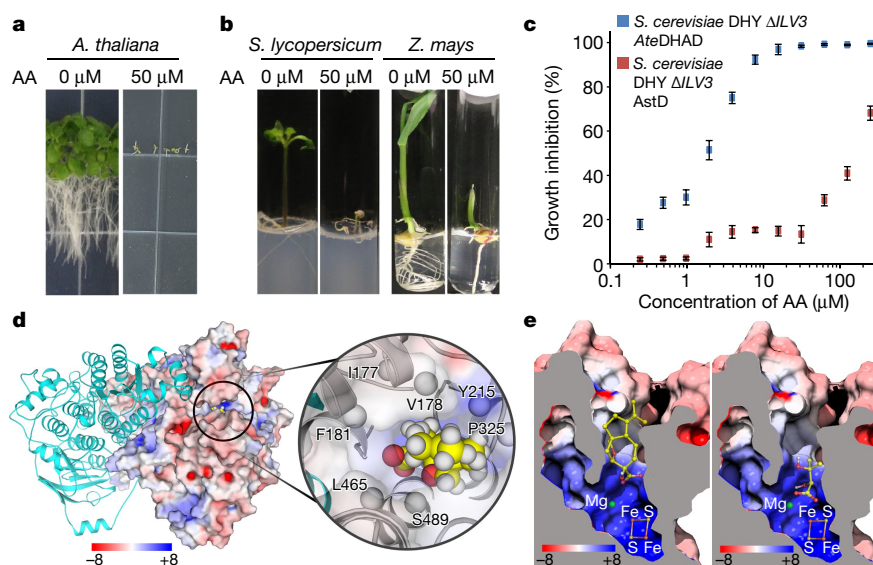 a
A. thaliana
AA 0 μM 50 μM
b
S. lycopersicum Z. mays
AA 0 μM 50 μM 0 μM 50 μM
c
S. cerevisiae DHY ΔILV3
AteDHAD
S. cerevisiae
DHY ΔILV3
AstD
Growth inhibition (%)
100
80
60
40
20
0
0.1 1 10 100
Concentration of AA (μM)
d
I177
V178
Y215
F181
P325
L465
S489
−8 +8
e
Mg Fe S
S Fe
−8 +8
Mg Fe S
S Fe
−8 +8